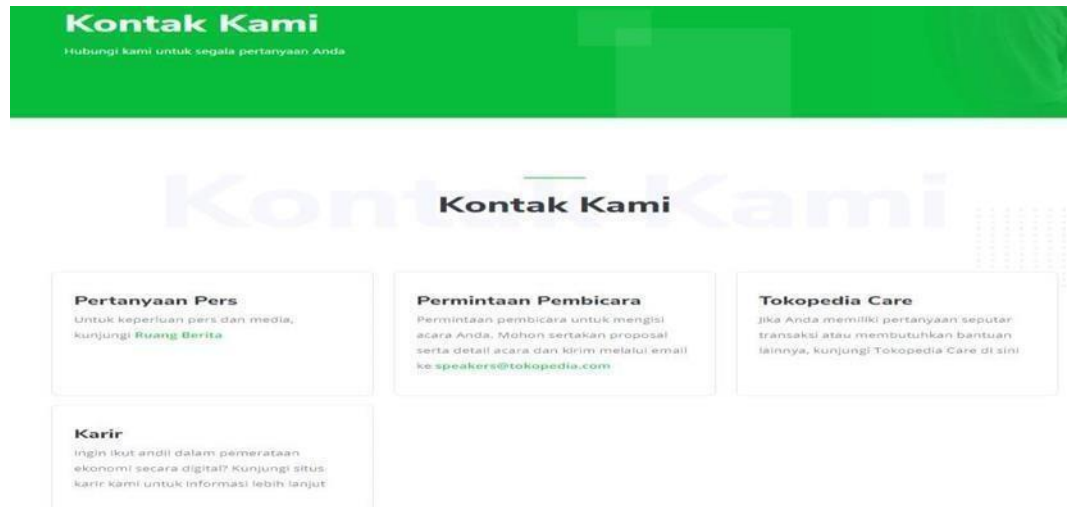 Kontak Kami
Hubungi kami untuk segala pertanyaan Anda
Kontak Kami
Kontak Kami
Pertanyaan Pers
Untuk keperluan pers dan media,
kunjungi Ruang Berita
Permintaan Pembicara
Permintaan pembicara untuk mengisi
acara Anda. Mohon sertakan proposal
serta detail acara dan kirim melalui email
ke speakers@tokopedia.com
Tokopedia Care
Jika Anda memiliki pertanyaan seputar
transaksi atau membutuhkan bantuan
lainnya, kunjungi Tokopedia Care di sini
Karir
Ingin ikut andil dalam pemerataan
ekonomi secara digital? Kunjungi situs
karir kami untuk informasi lebih lanjut